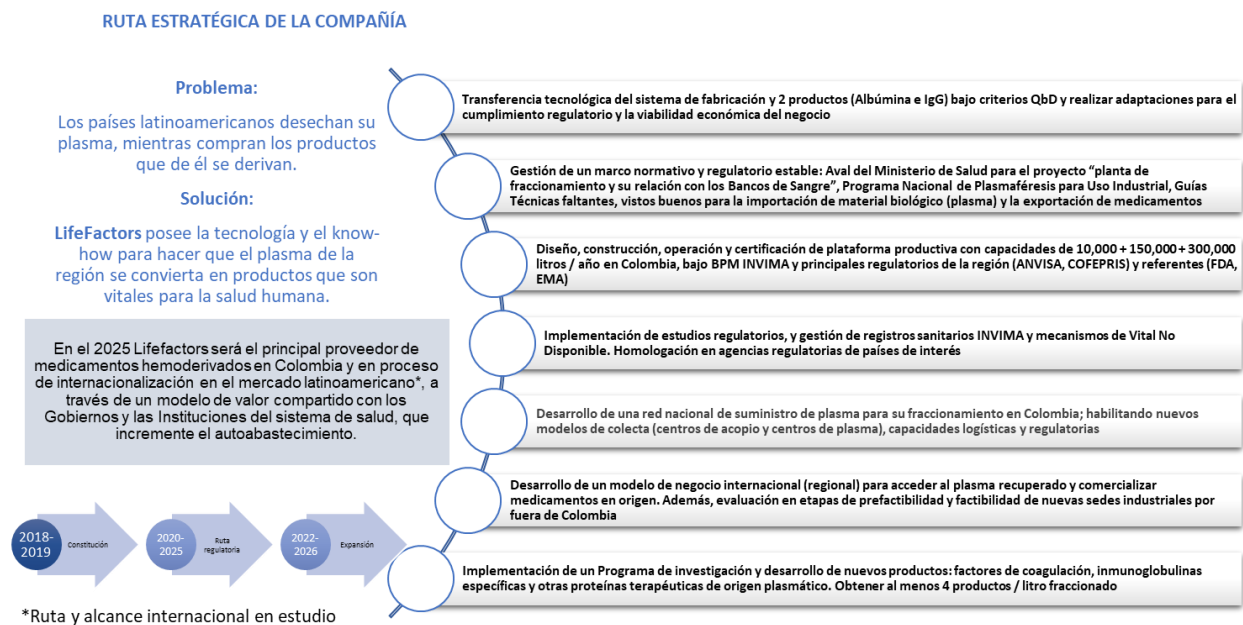 RUTA ESTRATÉGICA DE LA COMPAÑÍA
Problema:
Los países latinoamericanos desechan su
plasma, mientras compran los productos
que de él se derivan.
Solución:
LifeFactors posee la tecnología y el know-
how para hacer que el plasma de la
región se convierta en productos que son
vitales para la salud humana.
En el 2025 Lifefactors será el principal proveedor de
medicamentos hemoderivados en Colombia y en proceso
de internacionalización en el mercado latinoamericano*, a
través de un modelo de valor compartido con los
Gobiernos y las Instituciones del sistema de salud, que
incremente el autoabastecimiento.
2018-
2019
Constitución
2020-
2025
Ruta
regulatoria
2022-
2026
Expansión
*Ruta y alcance internacional en estudio
Transferencia tecnológica del sistema de fabricación y 2 productos (Albúmina e IgG) bajo criterios QbD y realizar adaptaciones para el
cumplimiento regulatorio y la viabilidad económica del negocio
Gestión de un marco normativo y regulatorio estable: Aval del Ministerio de Salud para el proyecto “planta de
fraccionamiento y su relación con los Bancos de Sangre”, Programa Nacional de Plasmaféresis para Uso Industrial, Guías
Técnicas faltantes, vistos buenos para la importación de material biológico (plasma) y la exportación de medicamentos
Diseño, construcción, operación y certificación de plataforma productiva con capacidades de 10,000 + 150,000 + 300,000
litros / año en Colombia, bajo BPM INVIMA y principales regulatorios de la región (ANVISA, COFEPRIS) y referentes (FDA,
EMA)
Implementación de estudios regulatorios, y gestión de registros sanitarios INVIMA y mecanismos de Vital No
Disponible. Homologación en agencias regulatorias de países de interés
Desarrollo de una red nacional de suministro de plasma para su fraccionamiento en Colombia; habilitando nuevos
modelos de colecta (centros de acopio y centros de plasma), capacidades logísticas y regulatorias
Desarrollo de un modelo de negocio internacional (regional) para acceder al plasma recuperado y comercializar
medicamentos en origen. Además, evaluación en etapas de prefactibilidad y factibilidad de nuevas sedes industriales por
fuera de Colombia
Implementación de un Programa de investigación y desarrollo de nuevos productos: factores de coagulación, inmunoglobulinas
específicas y otras proteínas terapéuticas de origen plasmático. Obtener al menos 4 productos / litro fraccionado